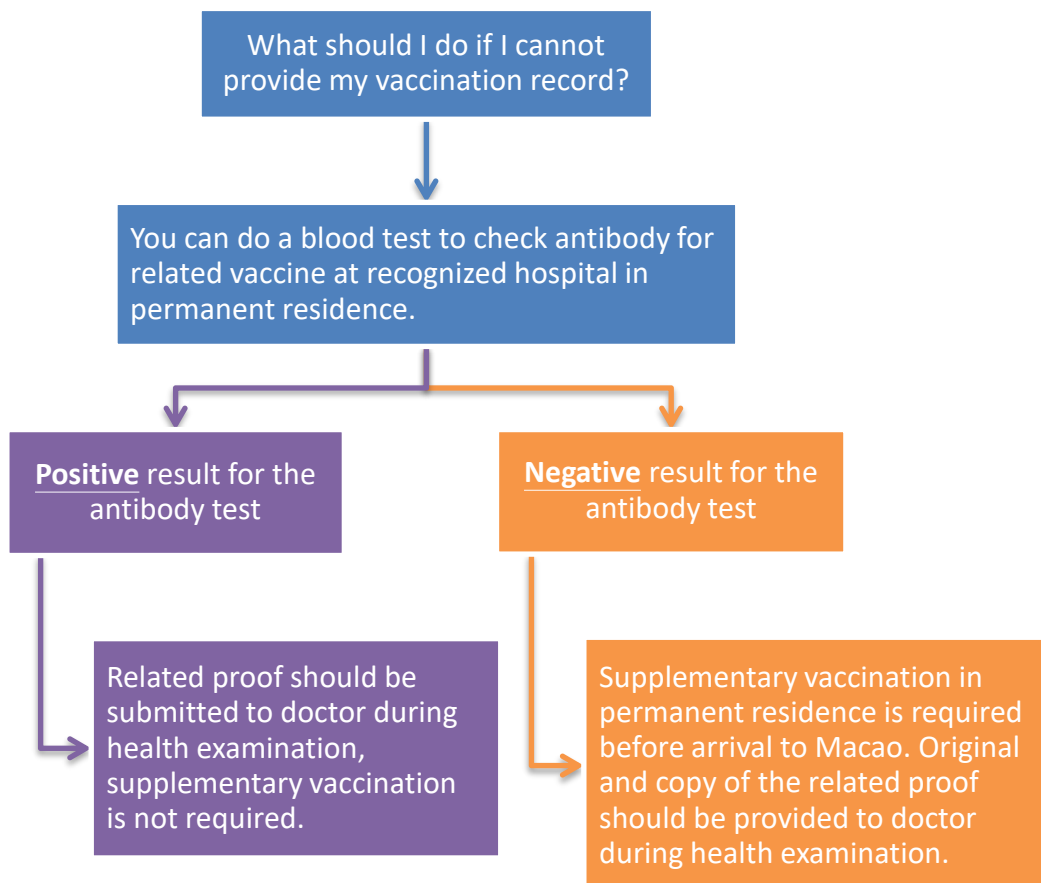 What should I do if I cannot
provide my vaccination record?
You can do a blood test to check antibody for
related vaccine at recognized hospital in
permanent residence.
Positive result for the
antibody test
Negative result for the
antibody test
Related proof should be
submitted to doctor during
health examination,
supplementary vaccination
is not required.
Supplementary vaccination in
permanent residence is required
before arrival to Macao. Original
and copy of the related proof
should be provided to doctor
during health examination.